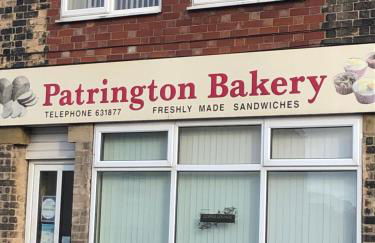 Patrington Bakery
TELEPHONE 631877 FRESHLY MADE SANDWICHES